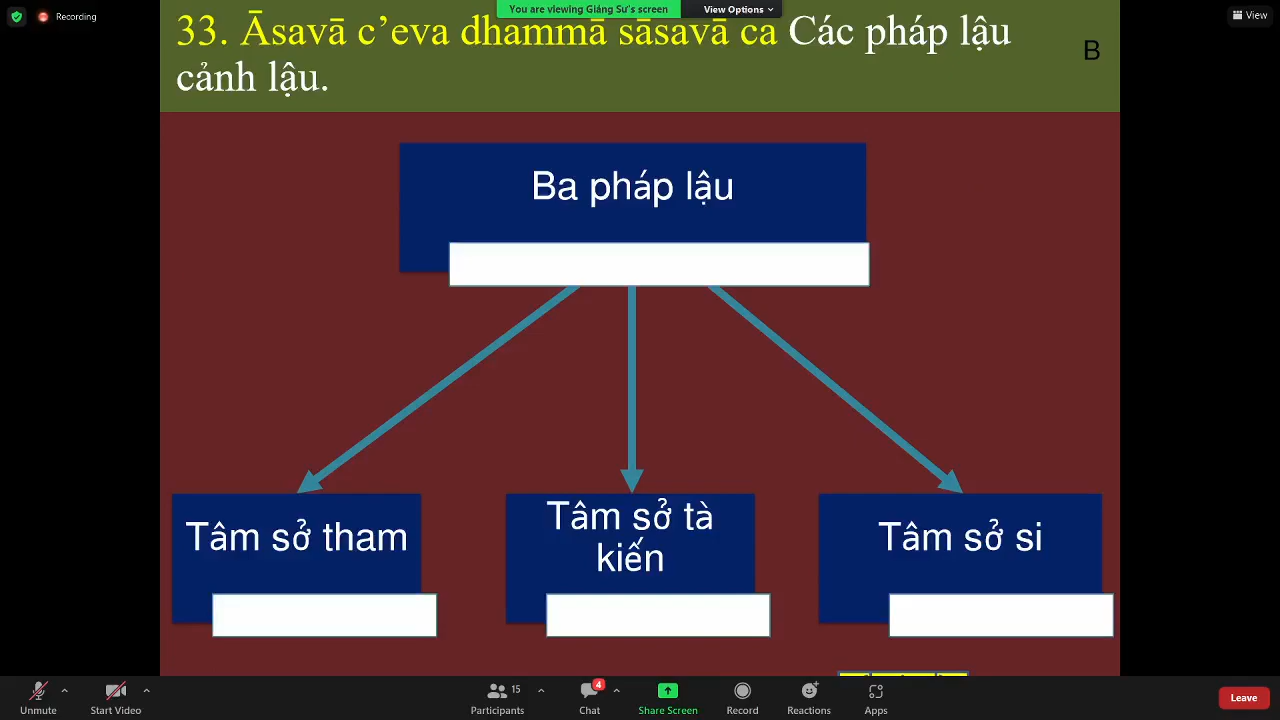 Recording
You are viewing Giảng Sư's screen
View Options
View
33. Āsavā c'eva dhammā sāsavā ca Các pháp lậu
cảnh lậu.
B
Ba pháp lậu
Tâm sở tham
Tâm sở tà
kiến
Tâm sở si
Unmute
Start Video
15
Participants
4
Chat
Share Screen
Record
Reactions
Apps
Leave